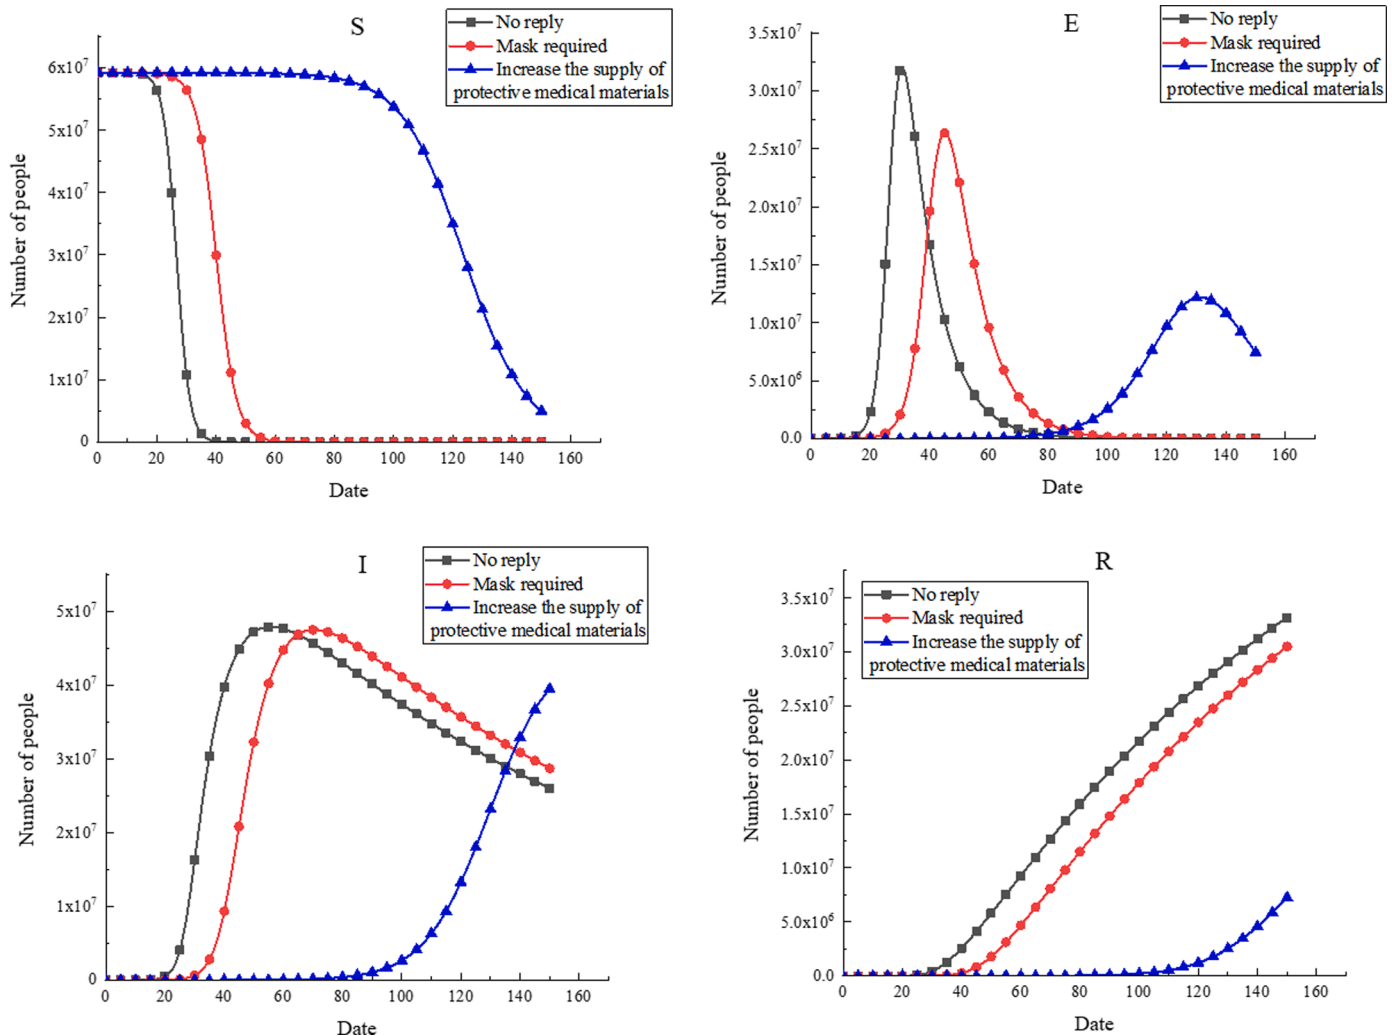 S
No reply
Mask required
Increase the supply of
protective medical materials
6x10⁷
5x10⁷
4x10⁷
3x10⁷
2x10⁷
1x10⁷
0
Number of people
0 20 40 60 80 100 120 140 160
Date
E
No reply
Mask required
Increase the supply of
protective medical materials
3.5x10⁷
3.0x10⁷
2.5x10⁷
2.0x10⁷
1.5x10⁷
1.0x10⁷
5.0x10⁶
0.0
Number of people
0 20 40 60 80 100 120 140 160
Date
I
No reply
Mask required
Increase the supply of
protective medical materials
5x10⁷
4x10⁷
3x10⁷
2x10⁷
1x10⁷
0
Number of people
0 20 40 60 80 100 120 140 160
Date
R
No reply
Mask required
Increase the supply of
protective medical materials
3.5x10⁷
3.0x10⁷
2.5x10⁷
2.0x10⁷
1.5x10⁷
1.0x10⁷
5.0x10⁶
0.0
Number of people
0 20 40 60 80 100 120 140 160
Date